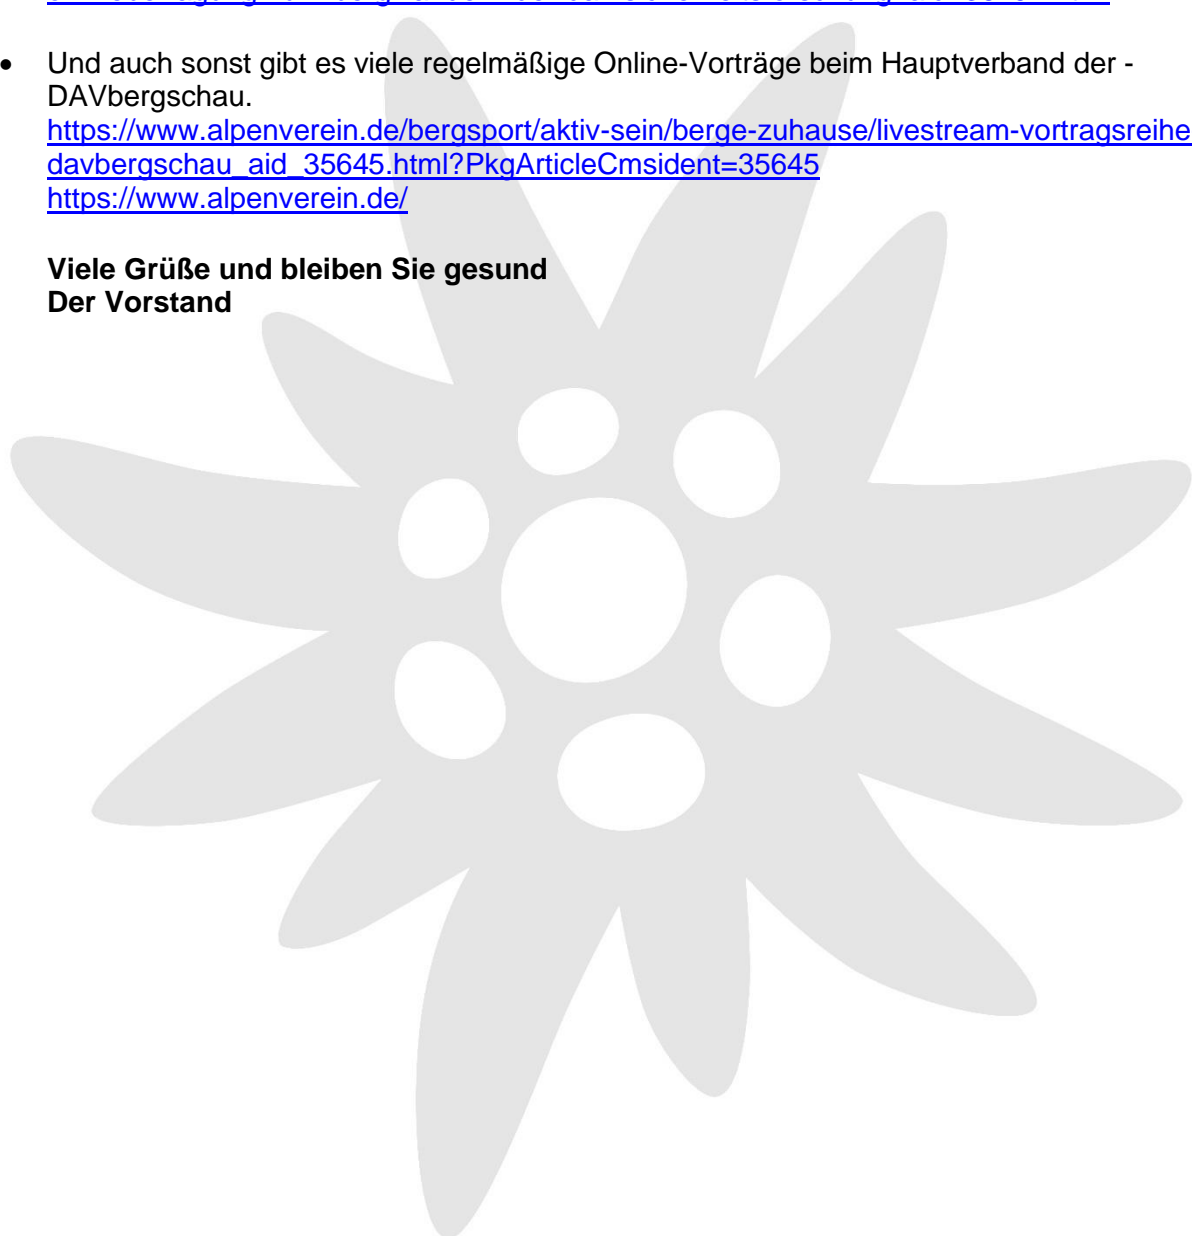 • Und auch sonst gibt es viele regelmäßige Online-Vorträge beim Hauptverband der -
DAVbergschau.
https://www.alpenverein.de/bergsport/aktiv-sein/berge-zuhause/livestream-vortragsreihe
davbergschau_aid_35645.html?PkgArticleCmsident=35645
https://www.alpenverein.de/
Viele Grüße und bleiben Sie gesund
Der Vorstand